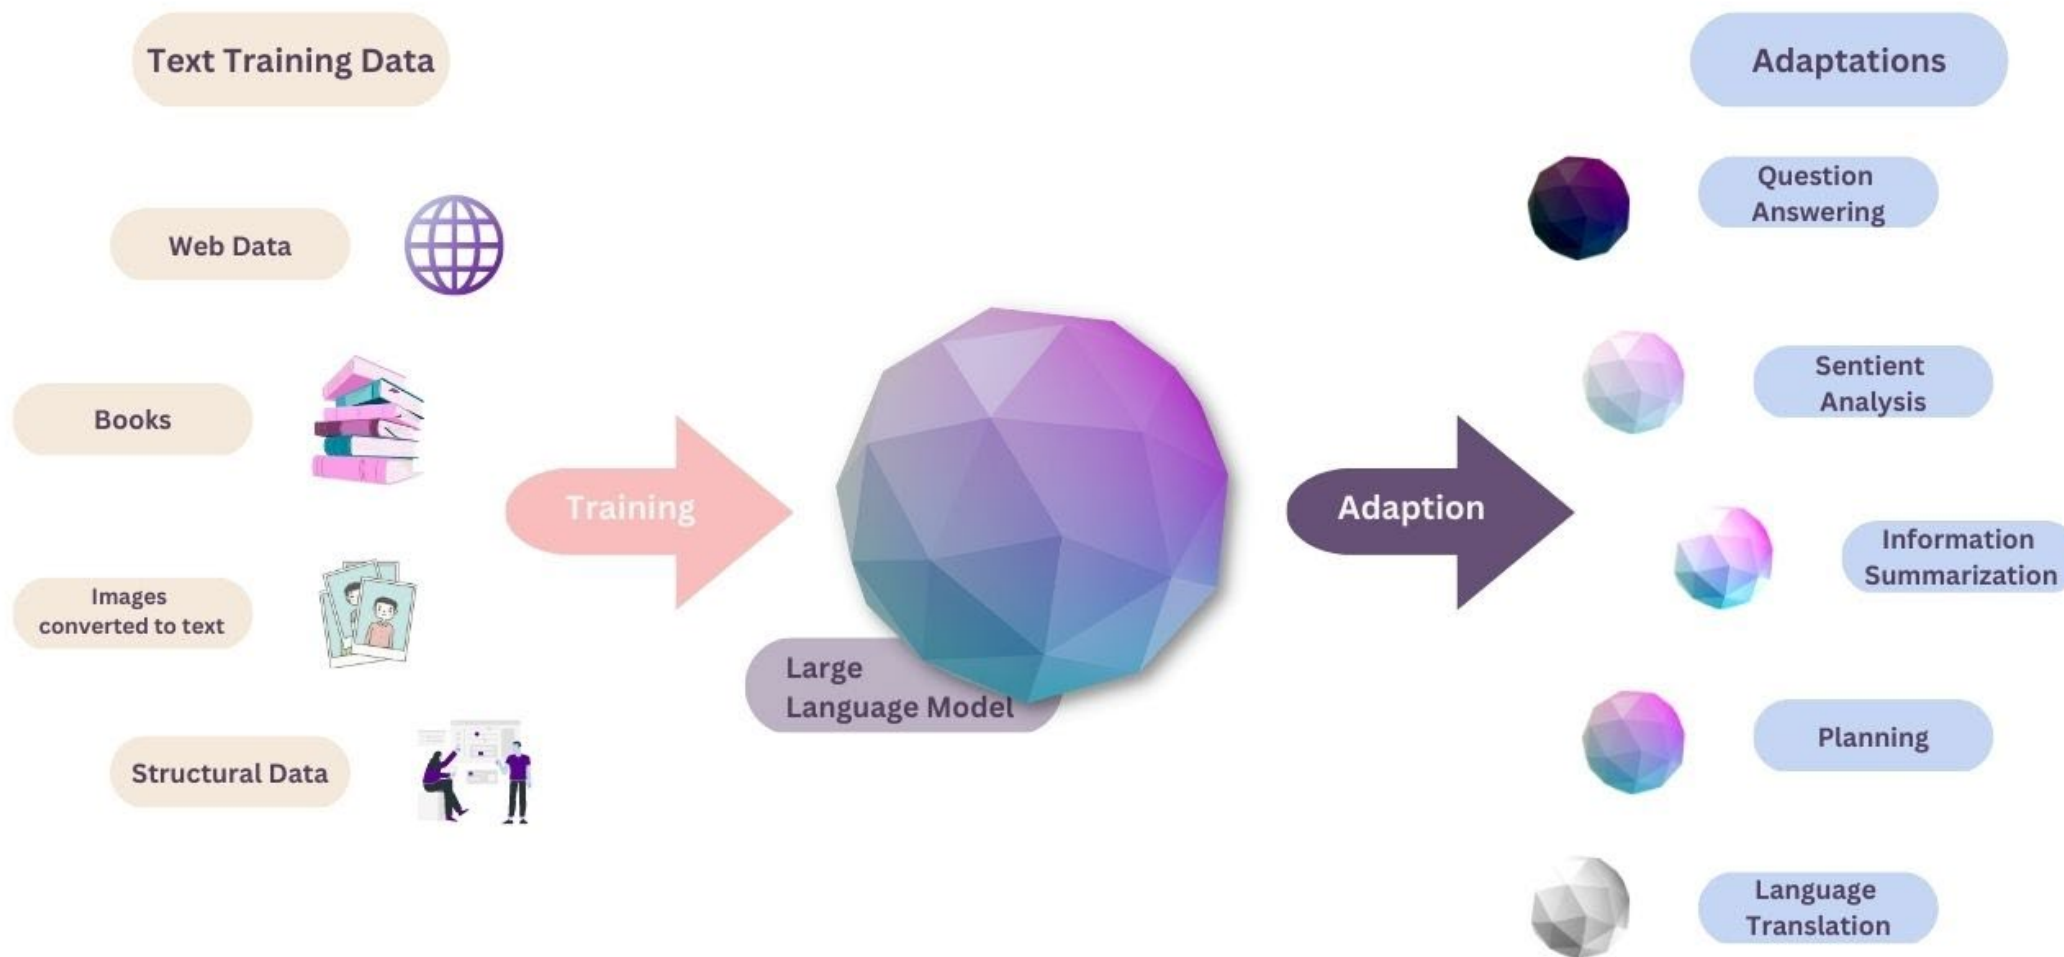 Text Training Data
Web Data
Books
Images
converted to text
Structural Data
Training
Large
Language Model
Adaption
Adaptations
Question
Answering
Sentient
Analysis
Information
Summarization
Planning
Language
Translation